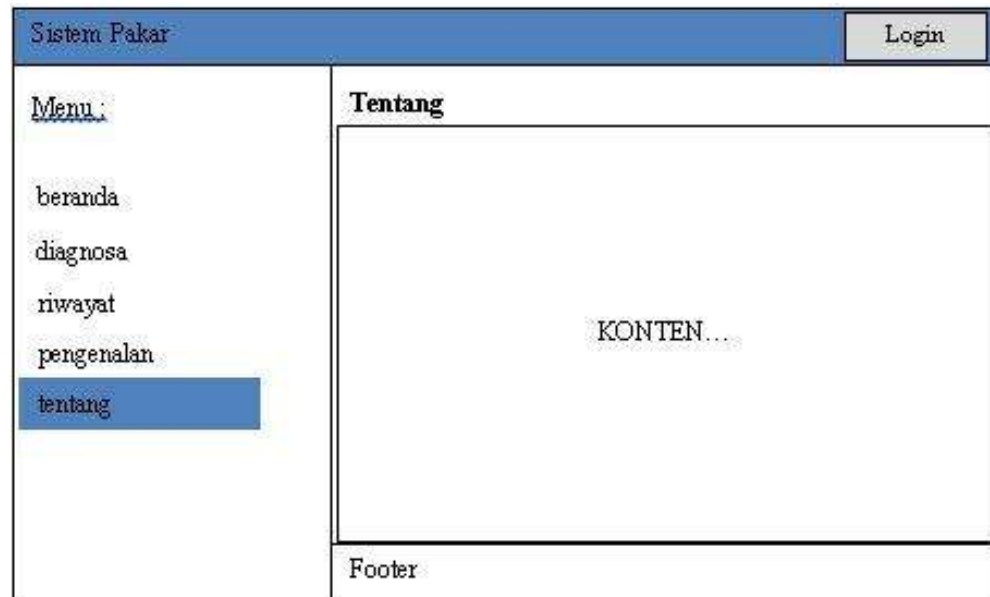 Sistem Pakar
Login
Menu :
beranda
diagnosa
riwayat
pengenalan
tentang
Tentang
KONTEN...
Footer